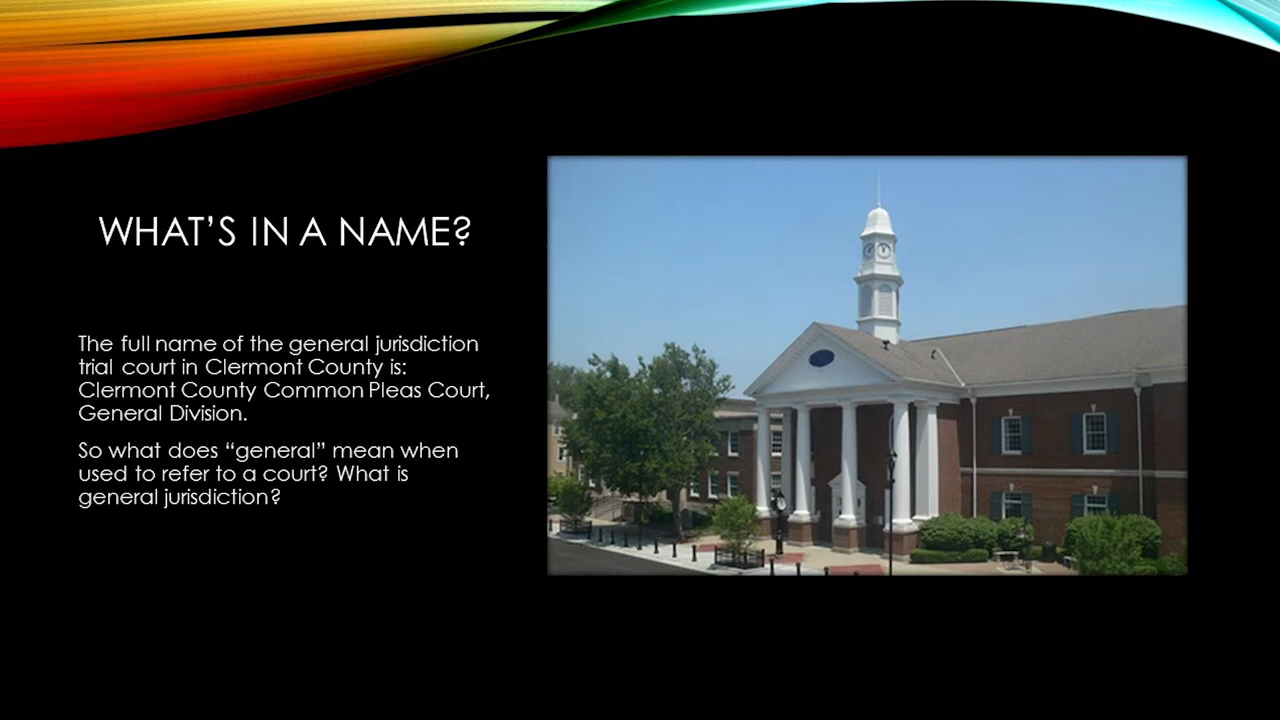 WHAT’S IN A NAME?
The full name of the general jurisdiction
trial court in Clermont County is:
Clermont County Common Pleas Court,
General Division.
So what does “general” mean when
used to refer to a court? What is
general jurisdiction?